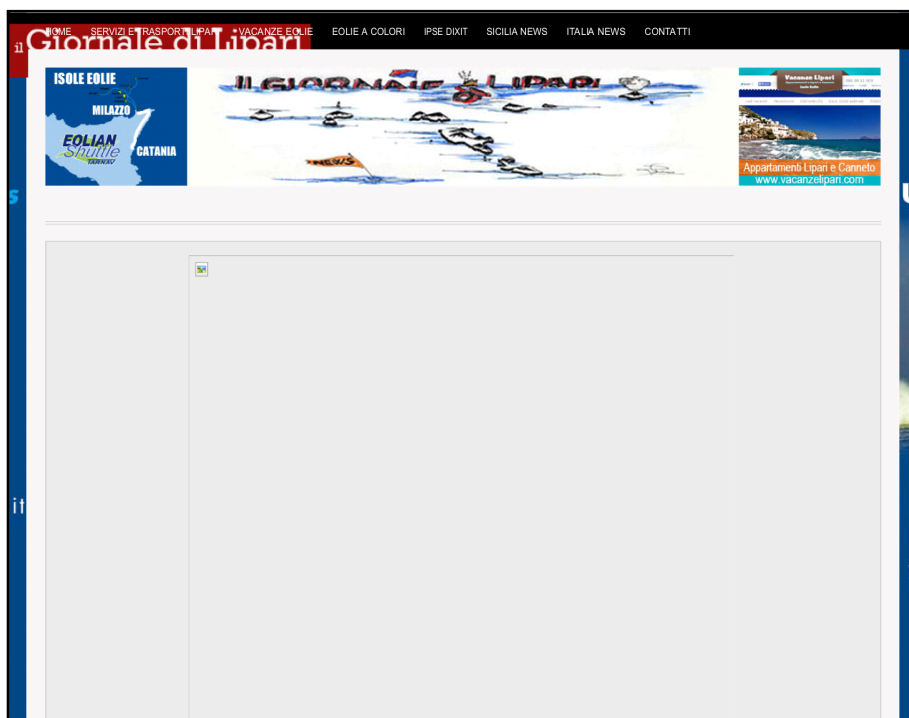 HOME SERVIZI E TRASPORTI LIPARI VACANZE EOLIE EOLIE A COLORI IPSE DIXIT SICILIA NEWS ITALIA NEWS CONTATTI
il Giornale di Lipari
ISOLE EOLIE
MILAZZO
EOLIAN
Shuttle
TARNAV
CATANIA
IL GIORNALE DI LIPARI
NEWS
Vacanze Lipari
Appartamenti Lipari e Canneto
www.vacanzelipari.com
s
it